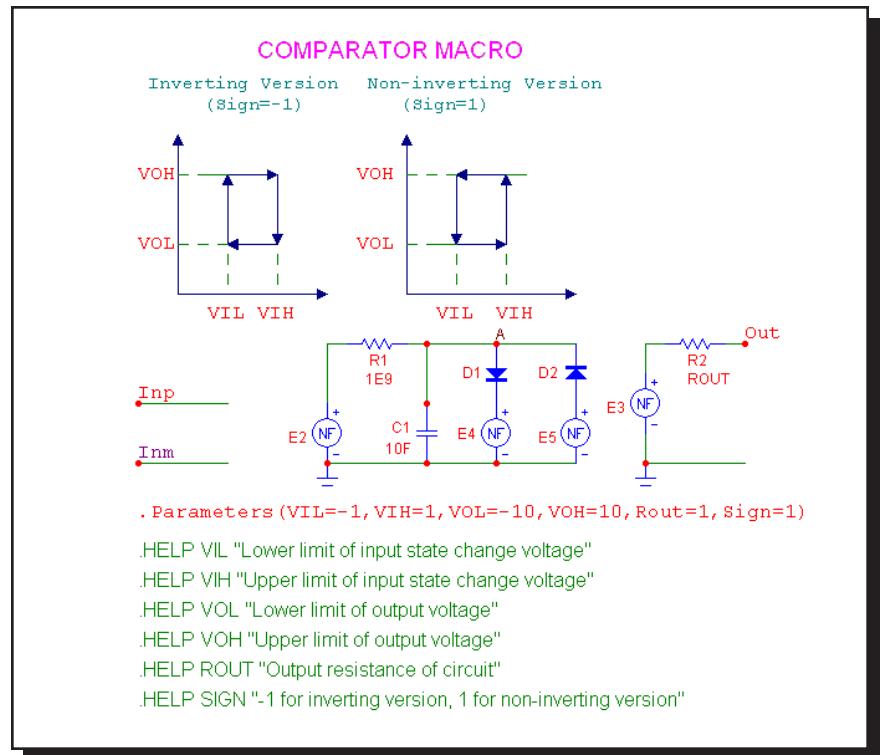 COMPARATOR MACRO
Inverting Version Non-inverting Version
(Sign=-1) (Sign=1)
VOH VOH
VOL VOL
VIL VIH VIL VIH
A
Out
R1
1E9
D1
D2
R2
ROUT
Inp
E2 NF +
-
C1
10F
E4 NF +
-
E5 NF +
-
E3 NF +
-
Inm
.Parameters(VIL=-1,VIH=1,VOL=-10,VOH=10,Rout=1,Sign=1)
.HELP VIL "Lower limit of input state change voltage"
.HELP VIH "Upper limit of input state change voltage"
.HELP VOL "Lower limit of output voltage"
.HELP VOH "Upper limit of output voltage"
.HELP ROUT "Output resistance of circuit"
.HELP SIGN "-1 for inverting version, 1 for non-inverting version"